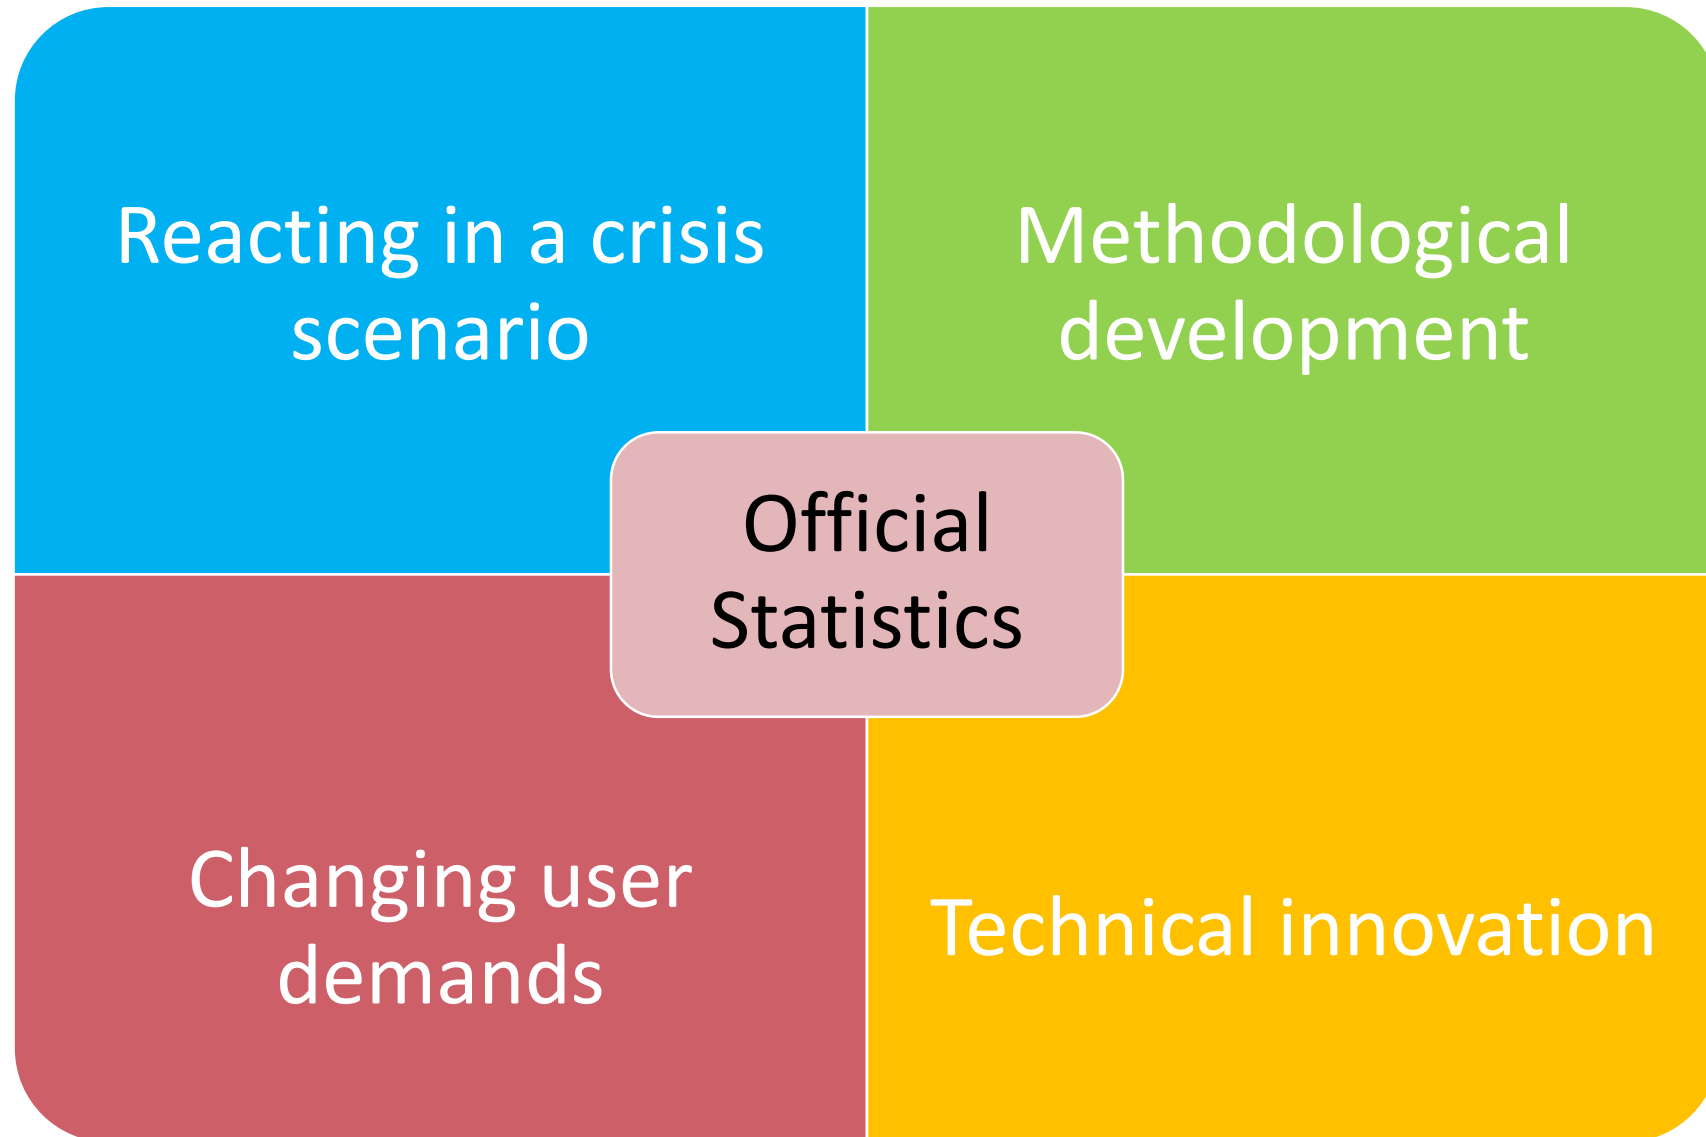 Reacting in a crisis
scenario
Methodological
development
Official
Statistics
Changing user
demands
Technical innovation